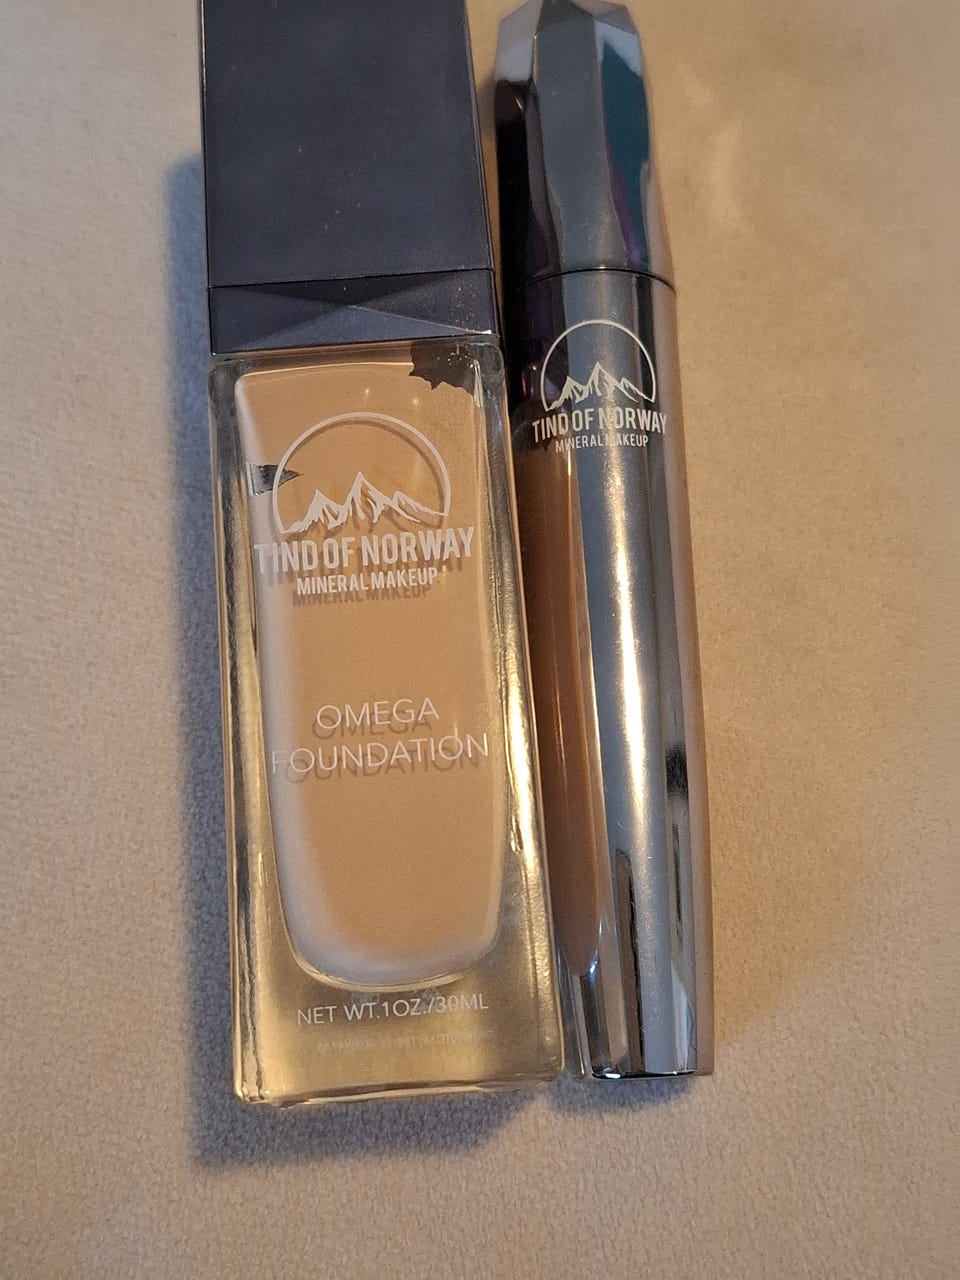 TIND OF NORWAY
MINERAL MAKEUP
OMEGA
FOUNDATION
NET WT.1OZ./30ML
TIND OF NORWAY
MINERAL MAKEUP